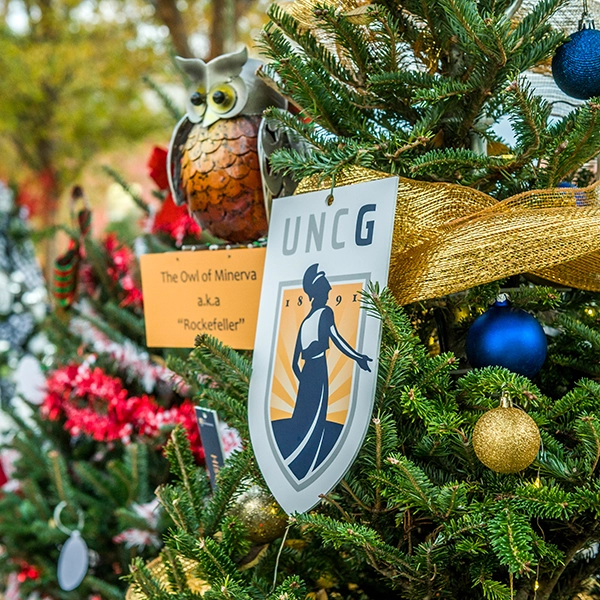 UNCG
1891
The Owl of Minerva
a.k.a
"Rockefeller"